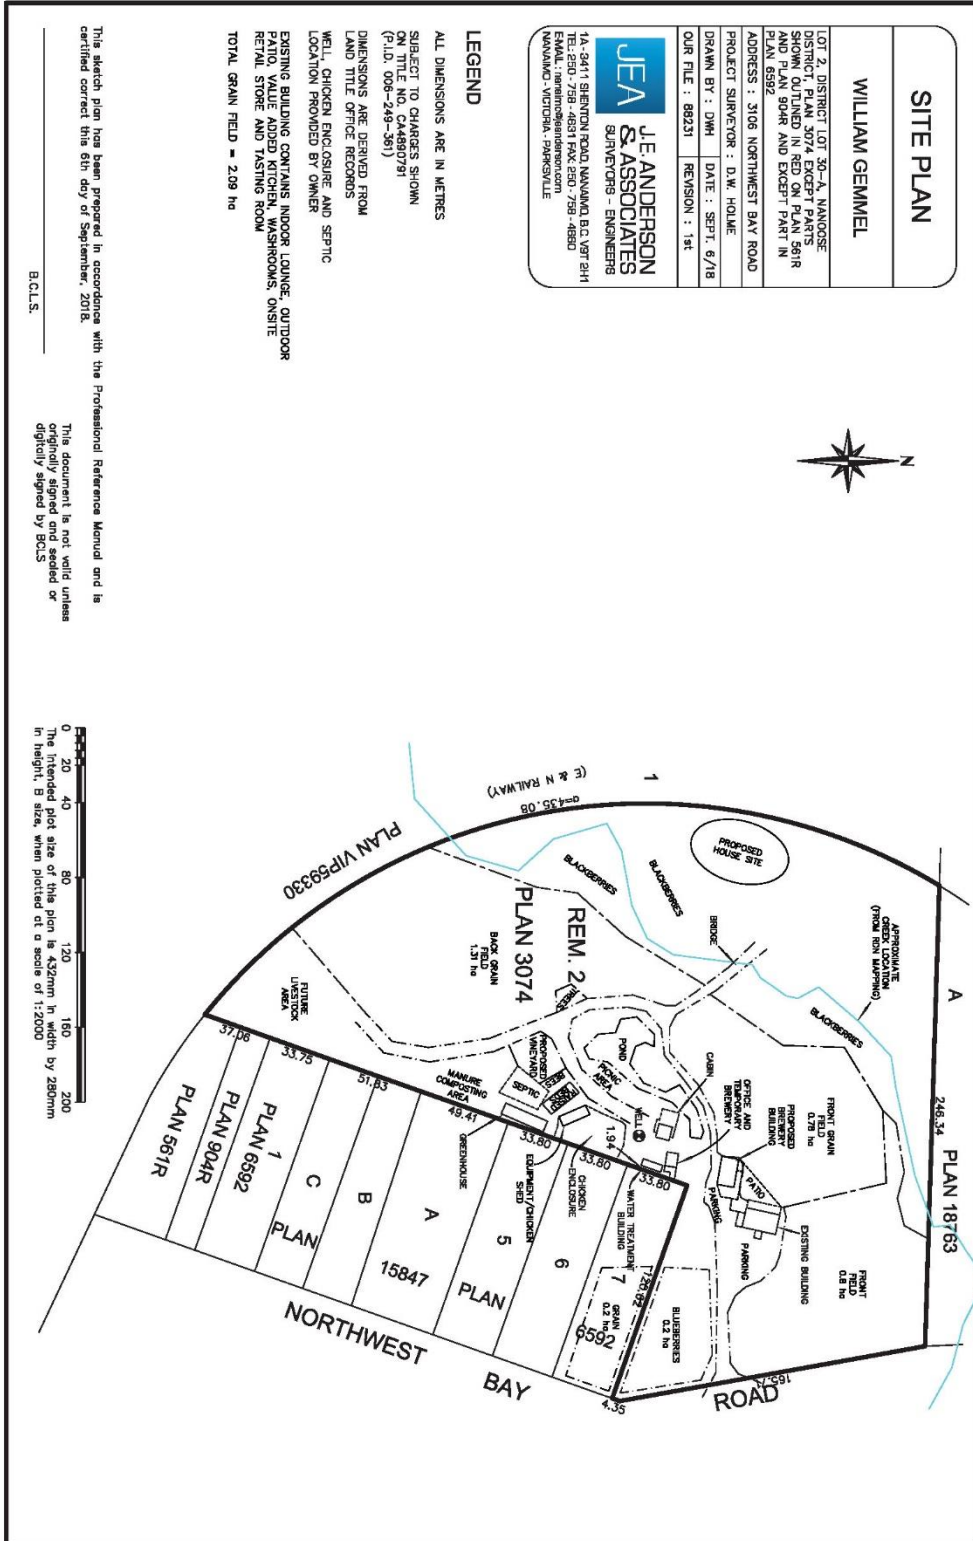 SITE PLAN
WILLIAM GEMMEL
LOT 2, DISTRICT LOT 30-A, NANOOSE
DISTRICT, PLAN 3074 EXCEPT PARTS
SHOWN OUTLINED IN RED ON PLAN 561R
AND PLAN 904R AND EXCEPT PART IN
PLAN 6592
ADDRESS : 3106 NORTHWEST BAY ROAD
PROJECT SURVEYOR : D.W. HOLME
DRAWN BY : DWH DATE : SEPT. 6/18
OUR FILE : 88231 REVISION : 1st
JEA
J.E. ANDERSON
& ASSOCIATES
SURVEYORS - ENGINEERS
1A - 3411 SHENTON ROAD, NANAIMO, B.C. V9T 2H1
TEL: 250 - 758 - 4631 FAX: 250 - 758 - 4660
EMAIL : nanaimo@jeanderson.com
NANAIMO - VICTORIA - PARKSVILLE
LEGEND
ALL DIMENSIONS ARE IN METRES
SUBJECT TO CHARGES SHOWN
ON TITLE NO. CA4890791
(P.I.D. 006-249-361)
DIMENSIONS ARE DERIVED FROM
LAND TITLE OFFICE RECORDS
WELL, CHICKEN ENCLOSURE AND SEPTIC
LOCATION PROVIDED BY OWNER
EXISTING BUILDING CONTAINS INDOOR LOUNGE, OUTDOOR
PATIO, VALUE ADDED KITCHEN, WASHROOMS, ONSITE
RETAIL STORE AND TASTING ROOM
TOTAL GRAIN FIELD = 2.09 ha
This sketch plan has been prepared in accordance with the Professional Reference Manual and is
certified correct this 6th day of September, 2018.
B.C.L.S.
This document is not valid unless
originally signed and sealed or
digitally signed by BCLS
N
A
PLAN 18763
246.34
APPROXIMATE
CREEK LOCATION
(FROM RDN MAPPING)
1
(E & N RAILWAY)
a=435.08
PROPOSED
HOUSE SITE
BLACKBERRIES
BLACKBERRIES
BLACKBERRIES
BRIDGE
FRONT GRAIN
FIELD
0.78 ha
FRONT
FIELD
0.8 ha
PLAN VIP59330
REM. 2
PLAN 3074
BACK GRAIN
FIELD
1.31 ha
TREES
POND
PICNIC
AREA
CABIN
OFFICE AND
TEMPORARY
BREWERY
PROPOSED
BREWERY
BUILDING
PATIO
PARKING
PARKING
EXISTING BUILDING
FUTURE
LIVESTOCK
AREA
PROPOSED
VINEYARD
BEES
RAISED
BEDS
SEPTIC
MANURE
COMPOSTING
AREA
WELL
1.94
GREENHOUSE
EQUIPMENT/CHICKEN
SHED
CHICKEN
ENCLOSURE
WATER TREATMENT
BUILDING
37.06
33.75
51.83
49.41
33.80
33.80
33.80
BLUEBERRIES
0.2 ha
165.71
4.35
GRAIN
0.2 ha
PLAN 561R
PLAN 904R
1
PLAN 6592
C
B
A
PLAN
15847
5
6
7
PLAN
6592
NORTHWEST
BAY
ROAD
0 20 40 80 120 160 200
The intended plot size of this plan is 432mm in width by 280mm
in height, B size, when plotted at a scale of 1:2000